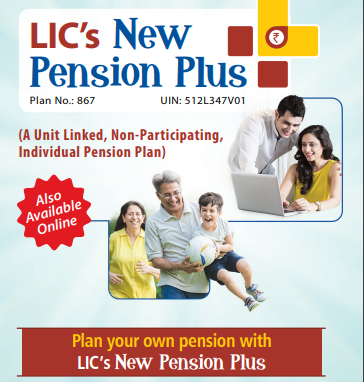 LIC's New
Pension Plus
Plan No.: 867 UIN: 512L347V01
(A Unit Linked, Non-Participating,
Individual Pension Plan)
Also
Available
Online
Plan your own pension with
LIC's New Pension Plus